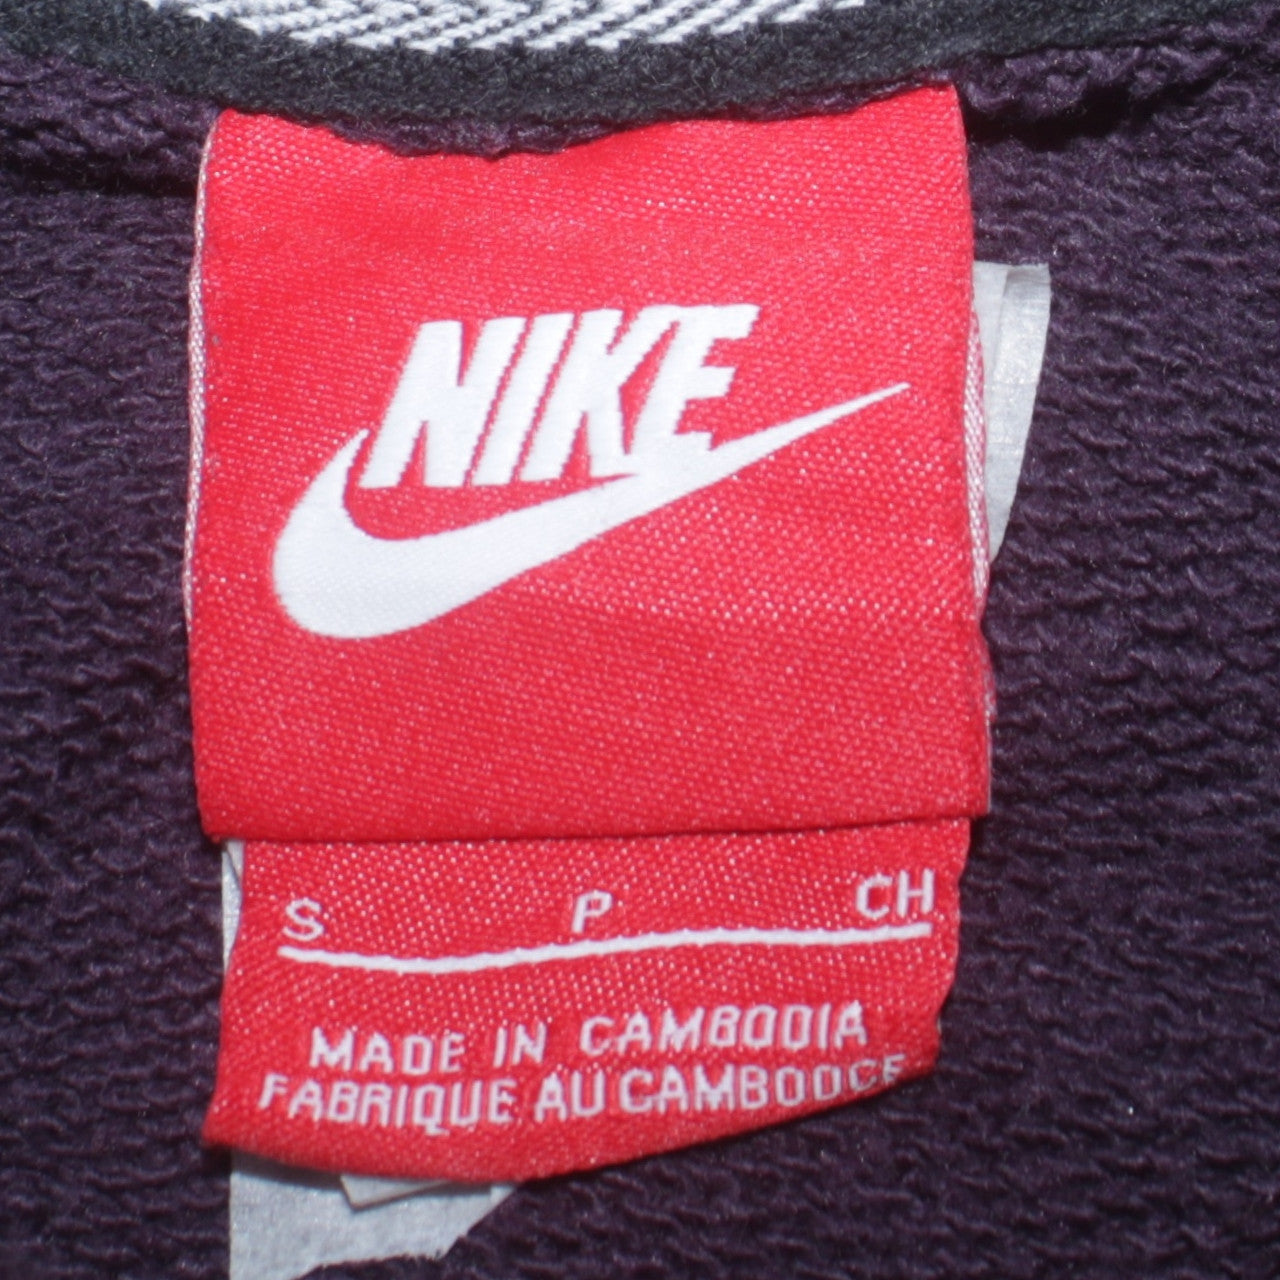 NIKE
S P CH
MADE IN CAMBODIA
FABRIQUE AU CAMBODGE